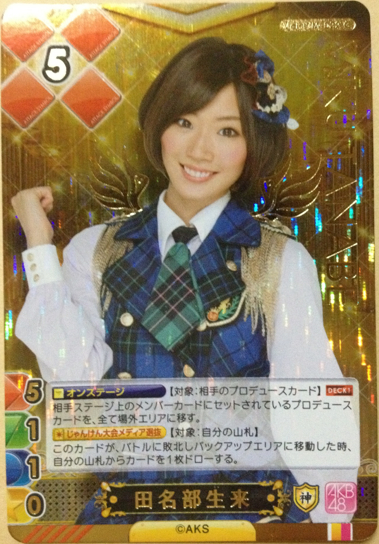 5
MIKU TANABE
5
1
1
0
オンステージ 【対象:相手のプロデュースカード】 DECK1
相手ステージ上のメンバーカードにセットされているプロデュース
カードを、全て場外エリアに移す。
じゃんけん大会メディア選抜 【対象:自分の山札】
このカードが、バトルに敗北しバックアップエリアに移動した時、
自分の山札からカードを1枚ドローする。
田名部生来
神
AKB
48
©AKS